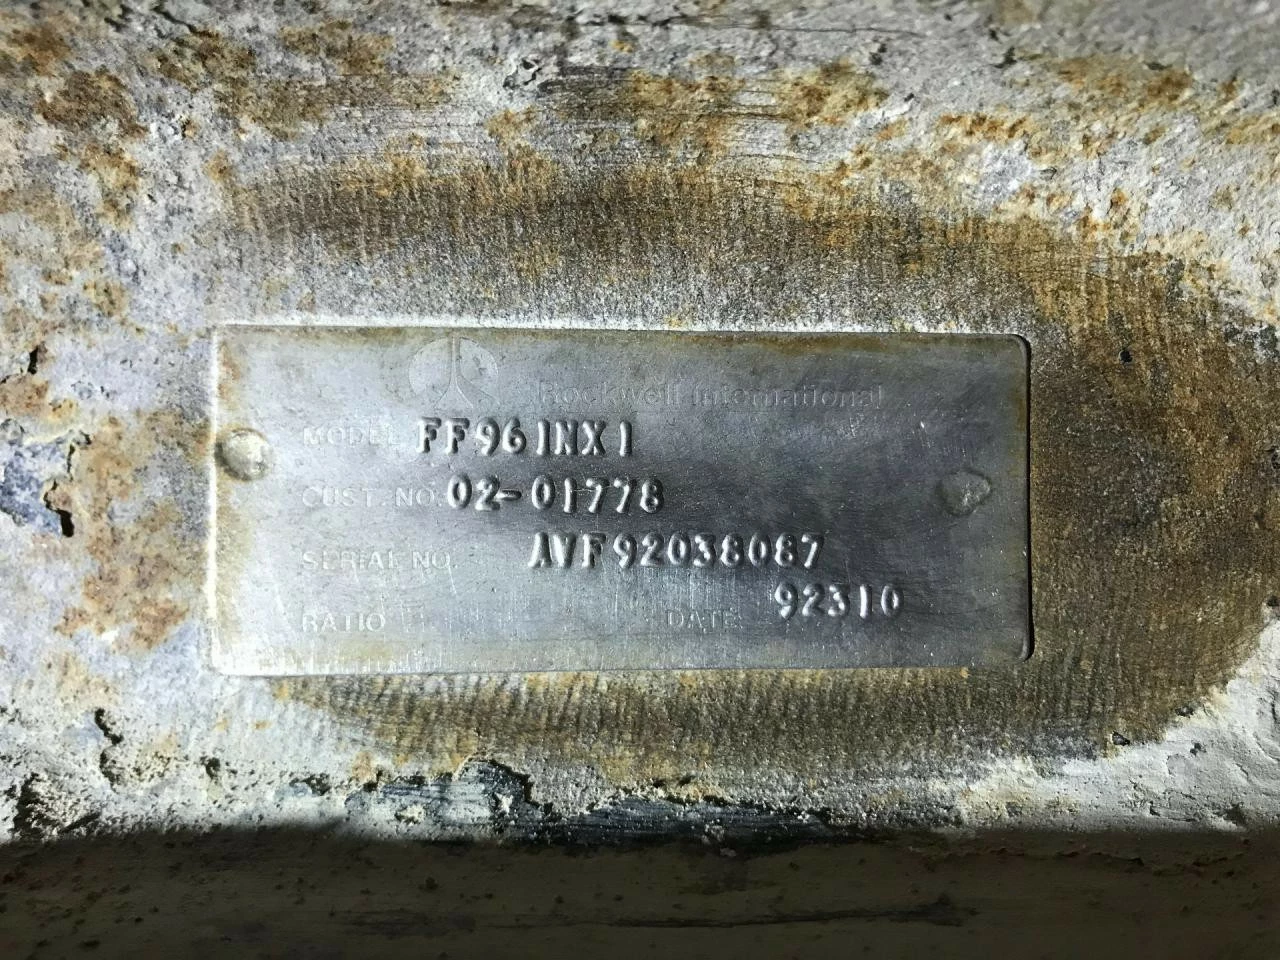 Rockwell International
MODEL FF961NX1
CUST. NO. 02-01778
SERIAL NO. AVF92038087
RATIO DATE 92310